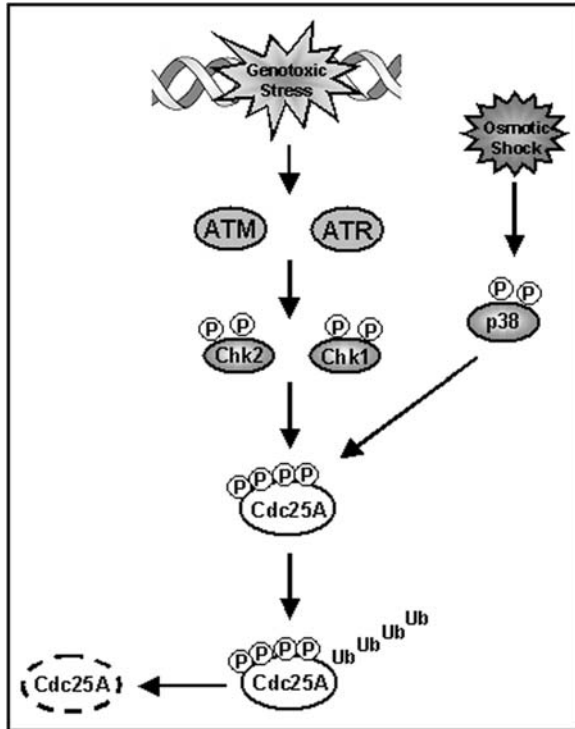 Genotoxic
Stress
Osmotic
Shock
ATM
ATR
P P
P P
P P
Chk2
Chk1
p38
P P P P
Cdc25A
P P P P
Ub Ub Ub Ub
Cdc25A
Cdc25A